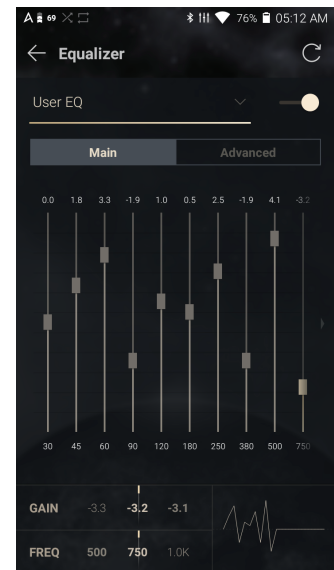 A 69 76% 05:12 AM
Equalizer
User EQ
Main Advanced
0.0 1.8 3.3 -1.9 1.0 0.5 2.5 -1.9 4.1 -3.2
30 45 60 90 120 180 250 380 500 750
GAIN -3.3 -3.2 -3.1
FREQ 500 750 1.0K